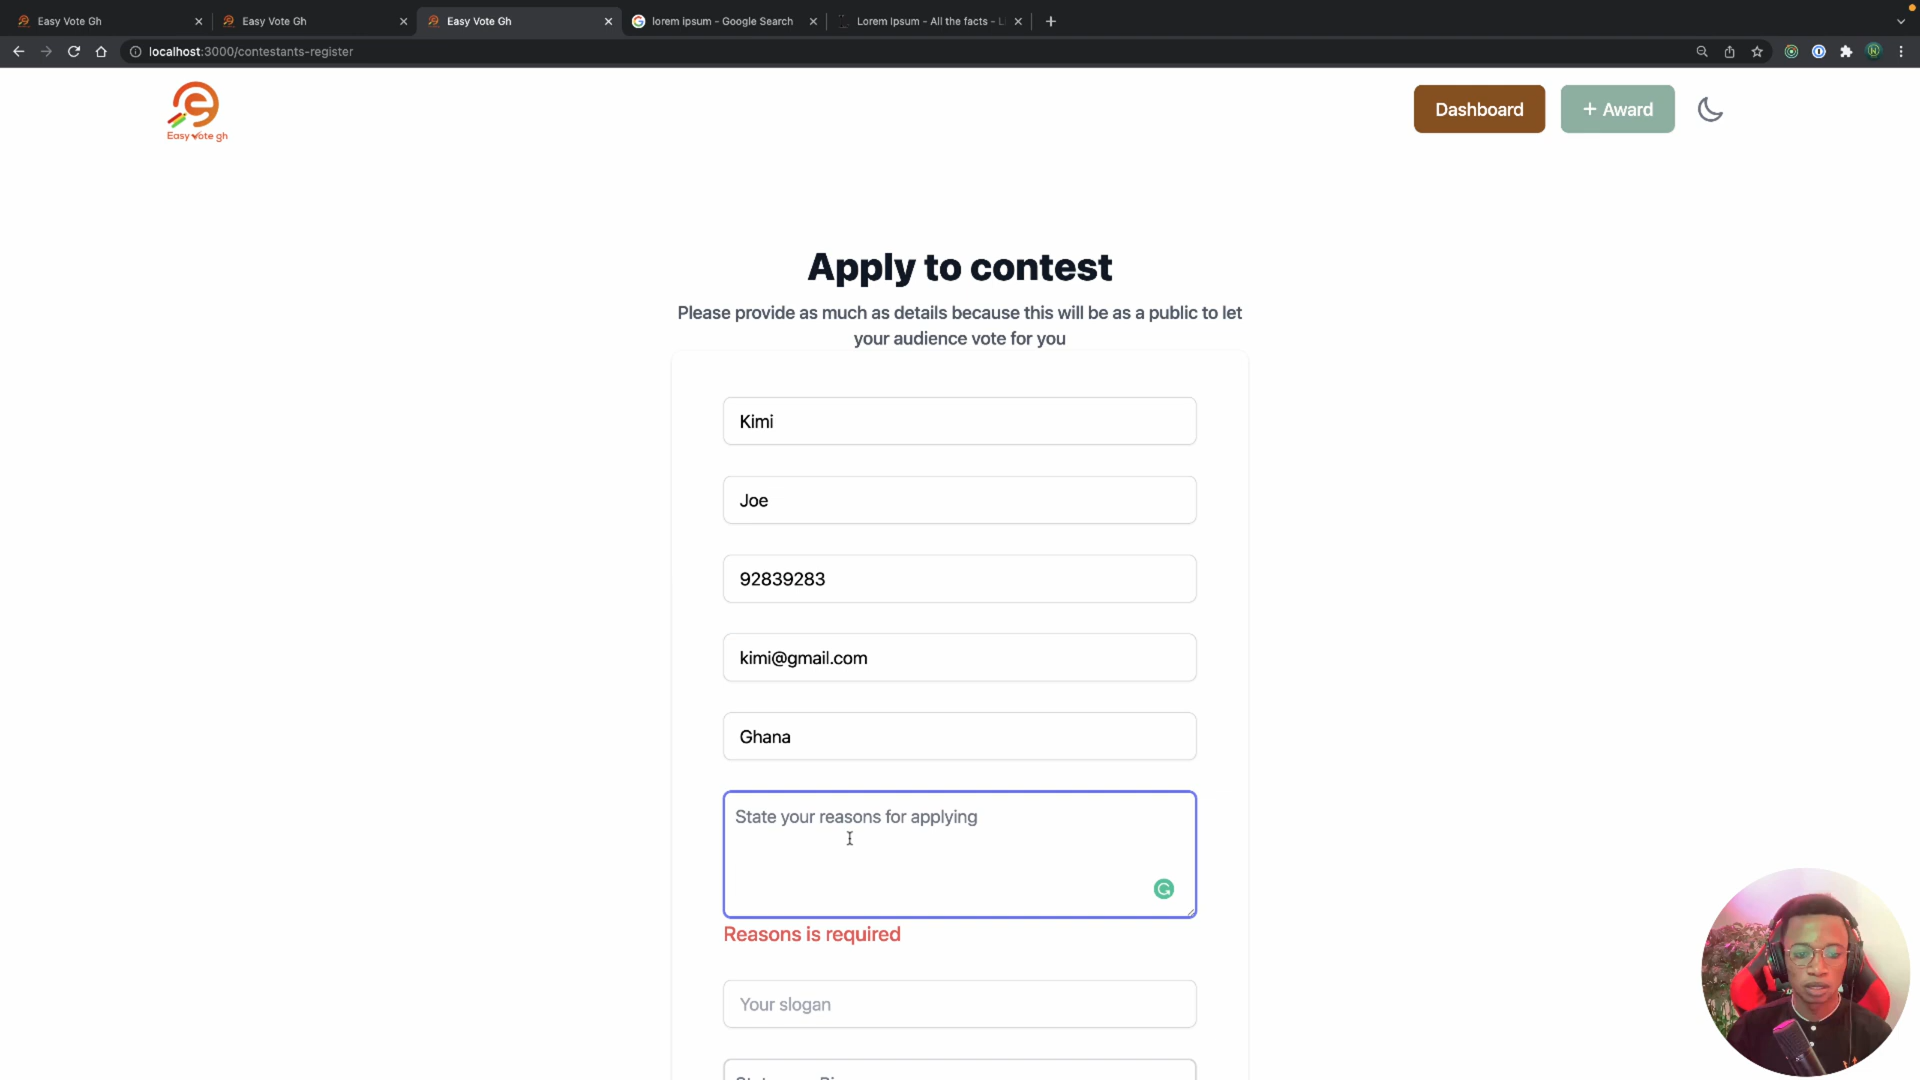 Easy Vote Gh
Easy Vote Gh
Easy Vote Gh
lorem ipsum - Google Search
Lorem Ipsum - All the facts - L
localhost:3000/contestants-register
Easy Vote gh
Dashboard
+ Award
Apply to contest
Please provide as much as details because this will be as a public to let
your audience vote for you
Kimi
Joe
92839283
kimi@gmail.com
Ghana
State your reasons for applying
Reasons is required
Your slogan